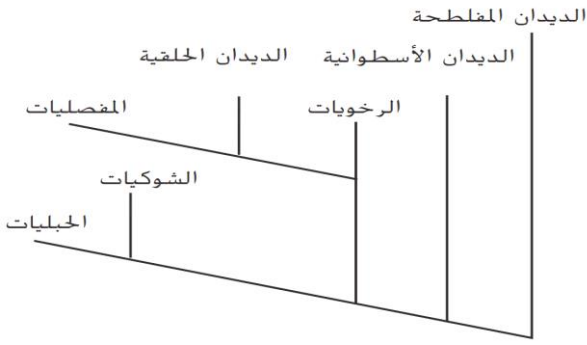 الديدان المفلطحة
الديدان الأسطوانية
الديدان الحلقية
الرخويات
المفصليات
الشوكيات
الحبليات